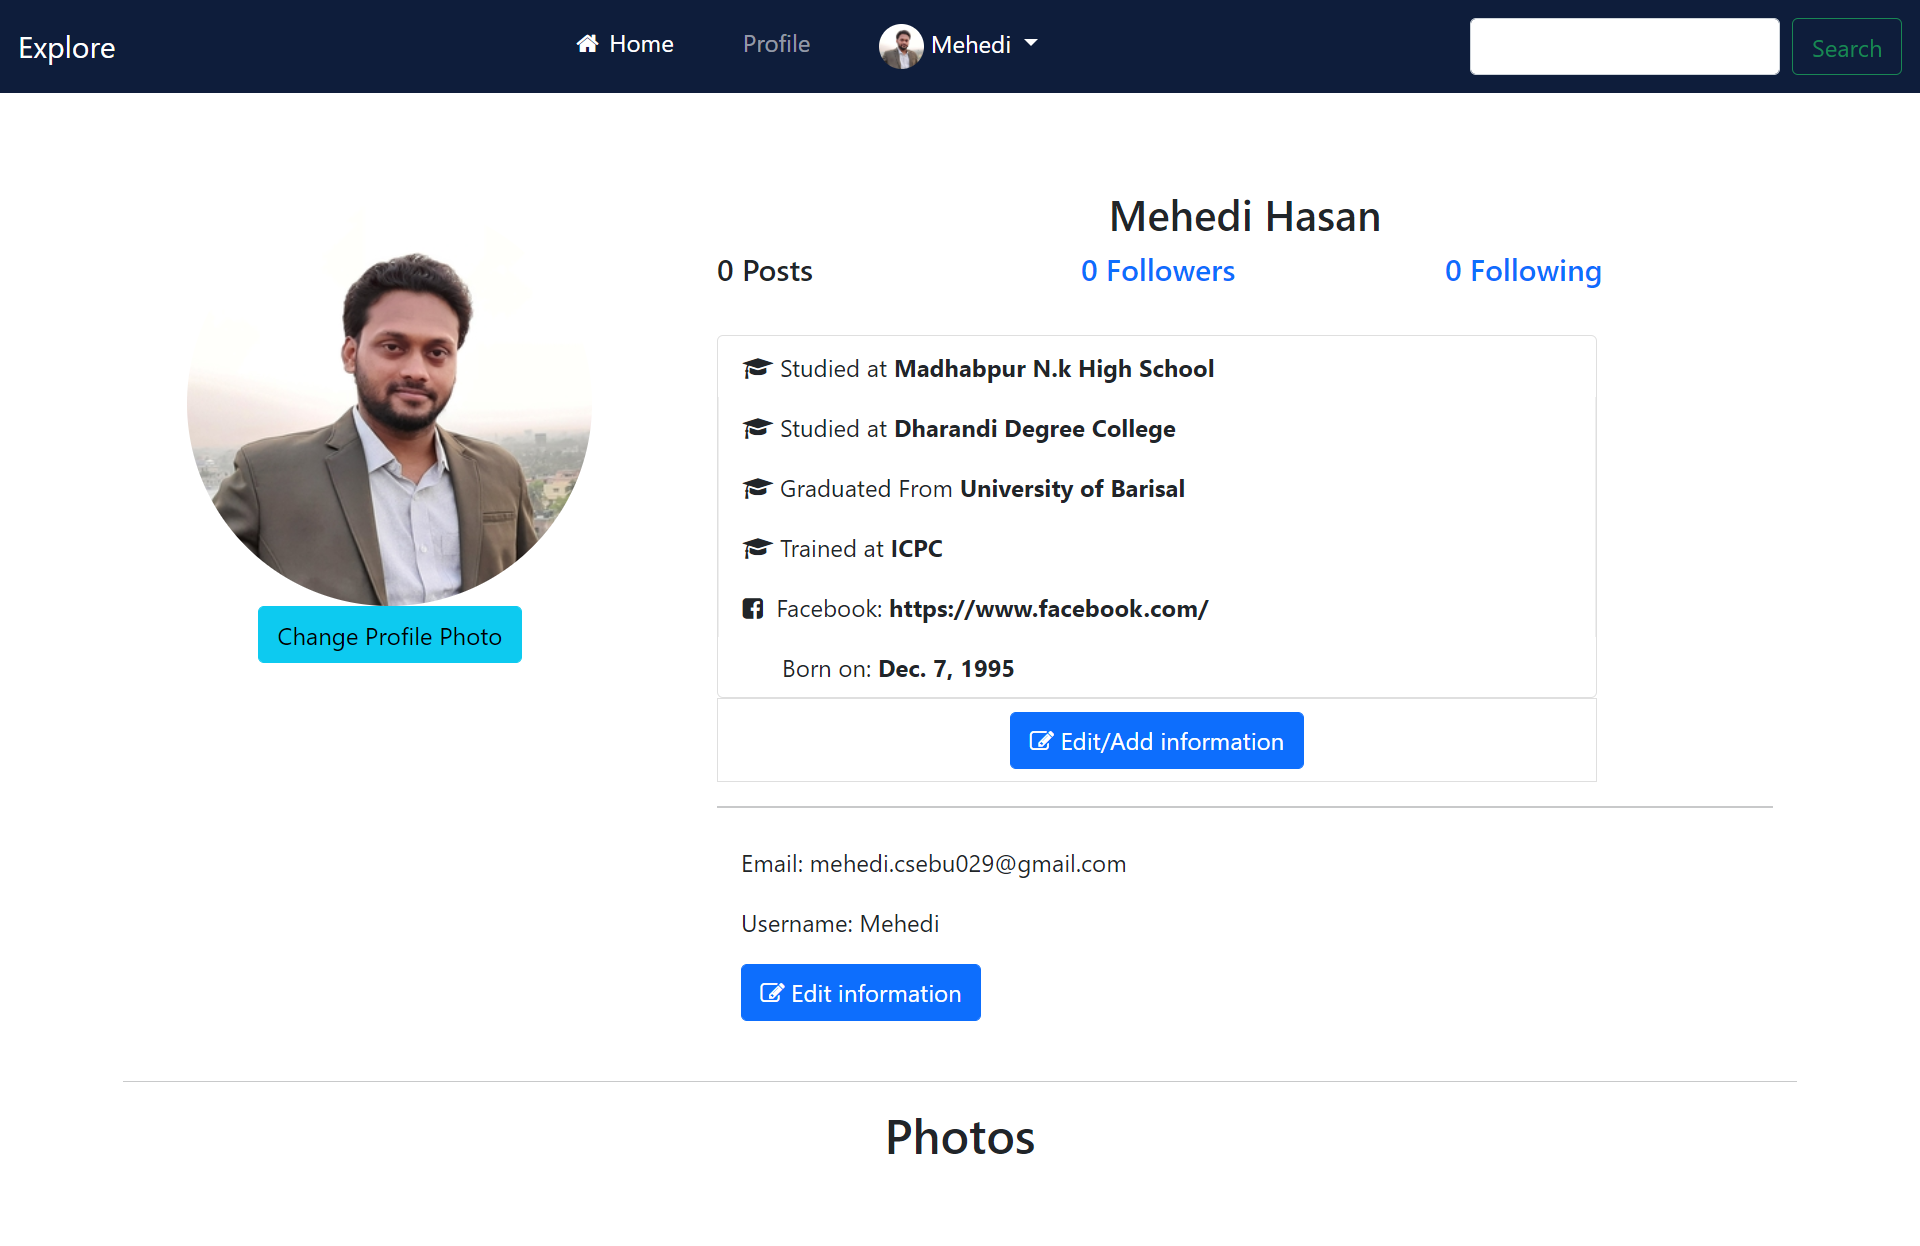 Explore
Home
Profile
Mehedi
Search
Mehedi Hasan
0 Posts
0 Followers
0 Following
Studied at Madhabpur N.k High School
Studied at Dharandi Degree College
Graduated From University of Barisal
Trained at ICPC
Facebook: https://www.facebook.com/
Born on: Dec. 7, 1995
Change Profile Photo
Edit/Add information
Email: mehedi.csebu029@gmail.com
Username: Mehedi
Edit information
Photos